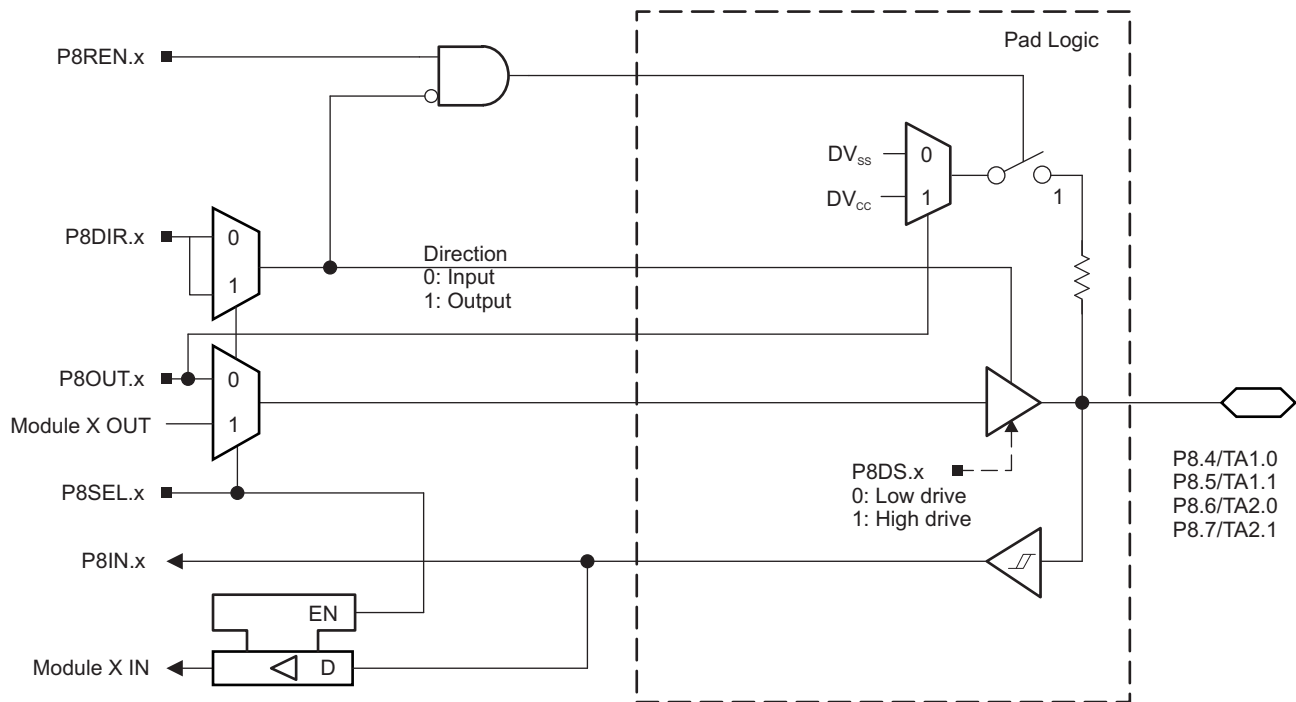 Pad Logic
P8REN.x
DVSS
0
DVCC
1
1
P8DIR.x
0
1
Direction
0: Input
1: Output
P8OUT.x
0
Module X OUT
1
P8SEL.x
P8DS.x
0: Low drive
1: High drive
P8.4/TA1.0
P8.5/TA1.1
P8.6/TA2.0
P8.7/TA2.1
P8IN.x
EN
Module X IN
D